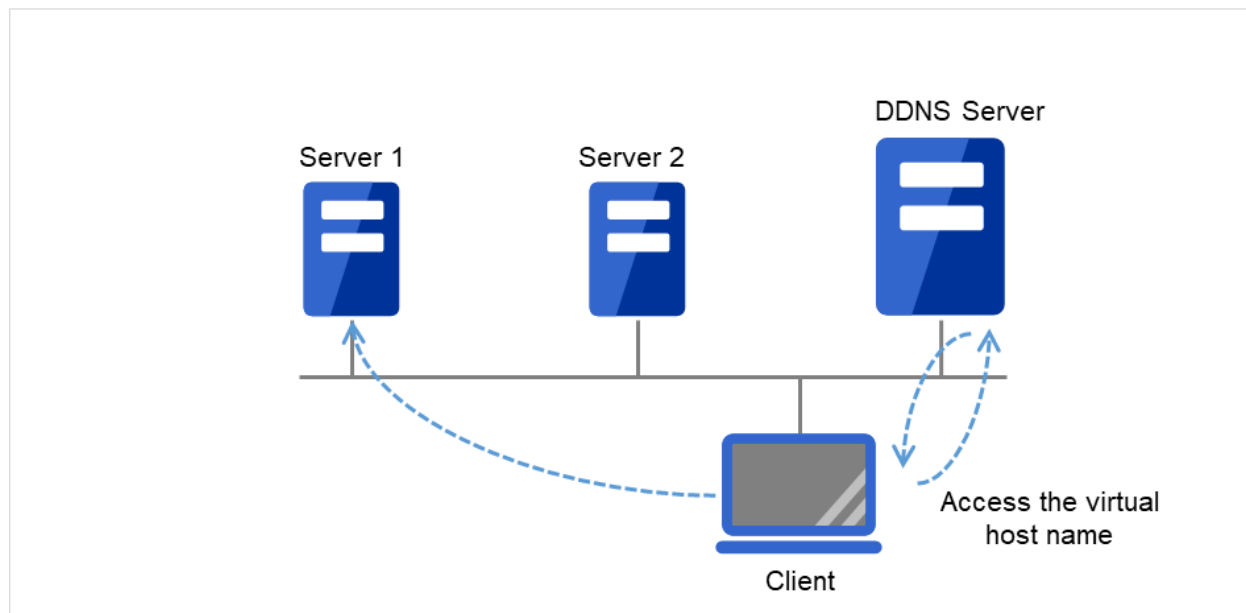 DDNS Server
Server 1
Server 2
Access the virtual
host name
Client